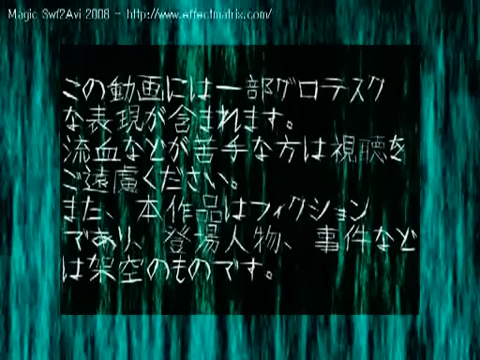 Magic Swf2Avi 2008 - http://www.effectmatrix.com/
この動画には一部グロテスク
な表現が含まれます。
流血などが苦手な方は視聴を
ご遠慮ください。
また、本作品はフィクション
であり、登場人物、事件など
は架空のものです。